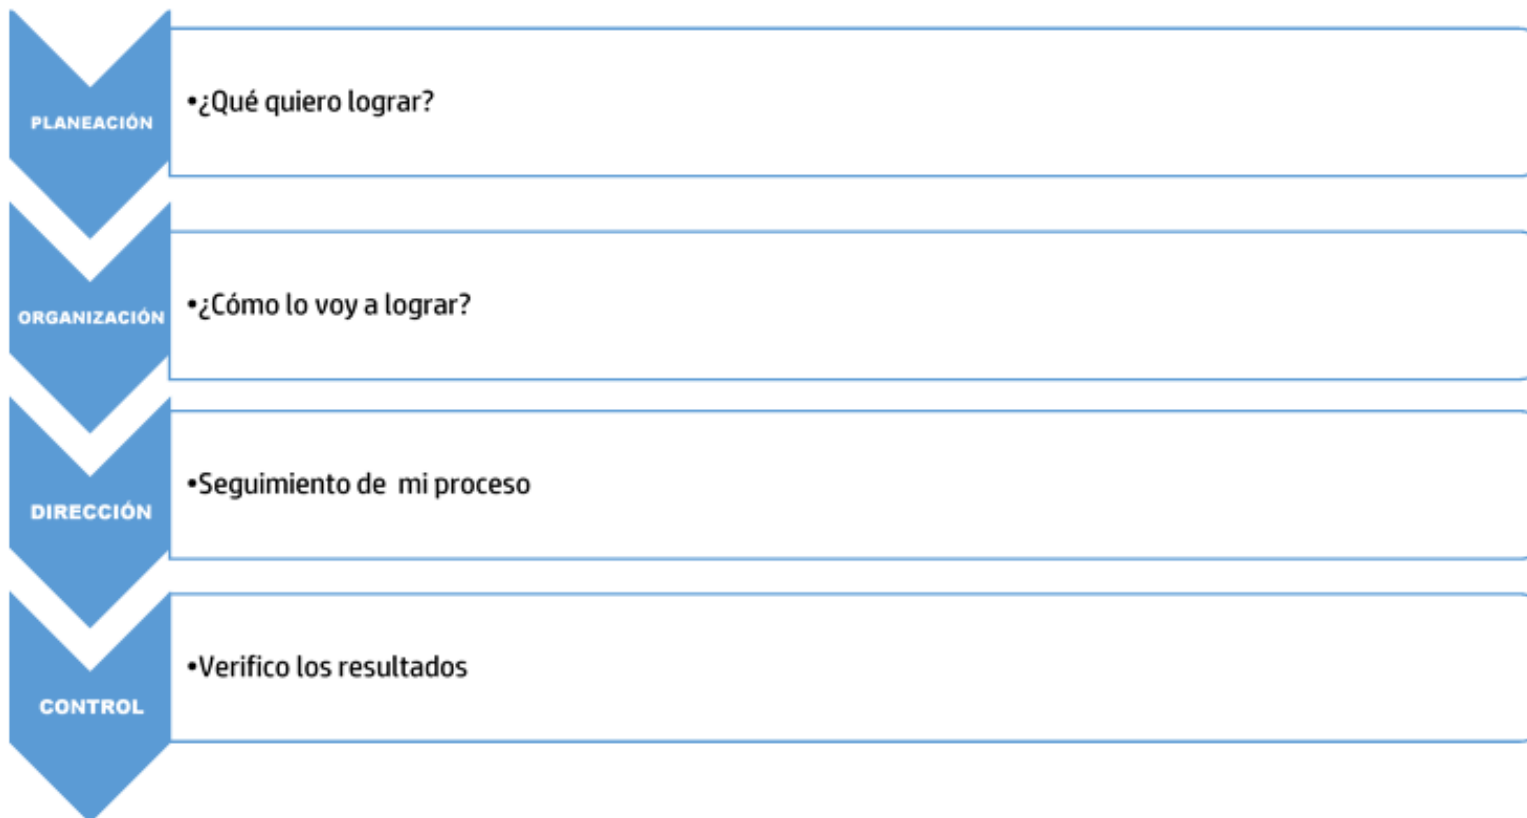 PLANEACIÓN
•¿Qué quiero lograr?
ORGANIZACIÓN
•¿Cómo lo voy a lograr?
DIRECCIÓN
•Seguimiento de  mi proceso
CONTROL
•Verifico los resultados